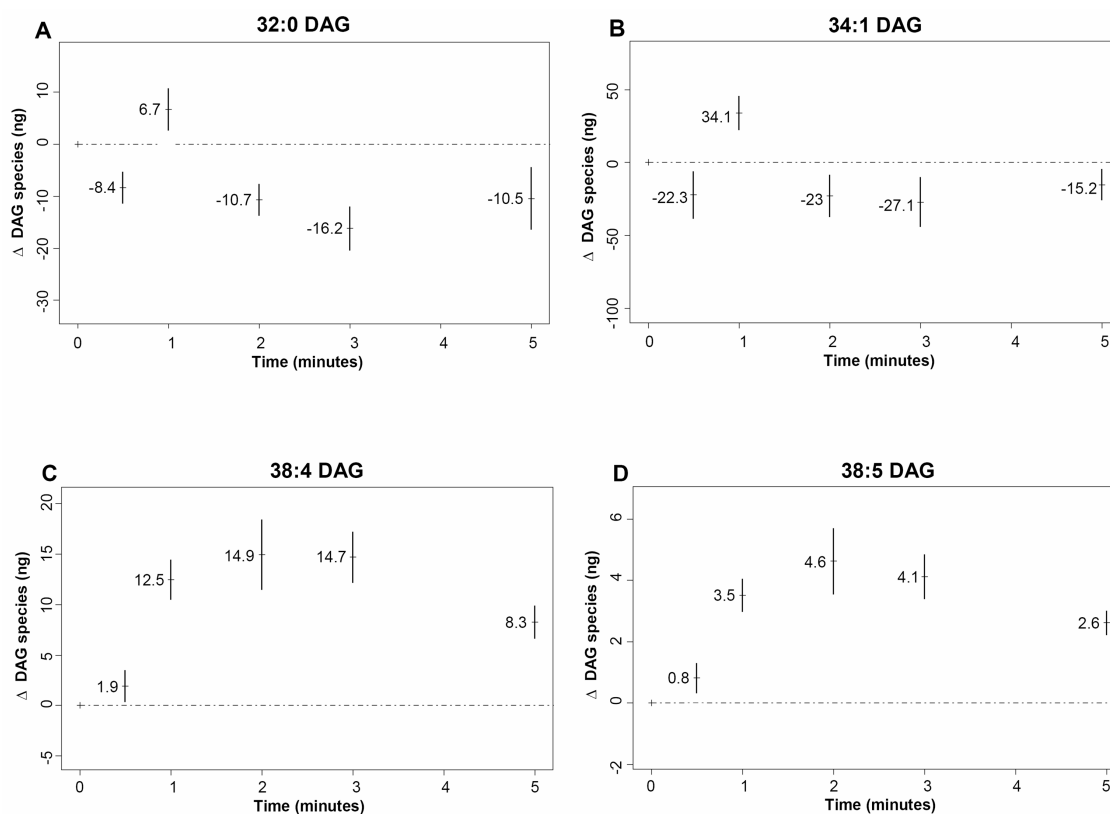 A 32:0 DAG
Δ DAG species (ng)
10
0
-10
-20
-30
6.7
-8.4
-10.7
-16.2
-10.5
0 1 2 3 4 5
Time (minutes)
B 34:1 DAG
Δ DAG species (ng)
50
0
-50
-100
34.1
-22.3
-23
-27.1
-15.2
0 1 2 3 4 5
Time (minutes)
C 38:4 DAG
Δ DAG species (ng)
20
15
10
5
0
-5
1.9
12.5
14.9
14.7
8.3
0 1 2 3 4 5
Time (minutes)
D 38:5 DAG
Δ DAG species (ng)
6
4
2
0
-2
0.8
3.5
4.6
4.1
2.6
0 1 2 3 4 5
Time (minutes)